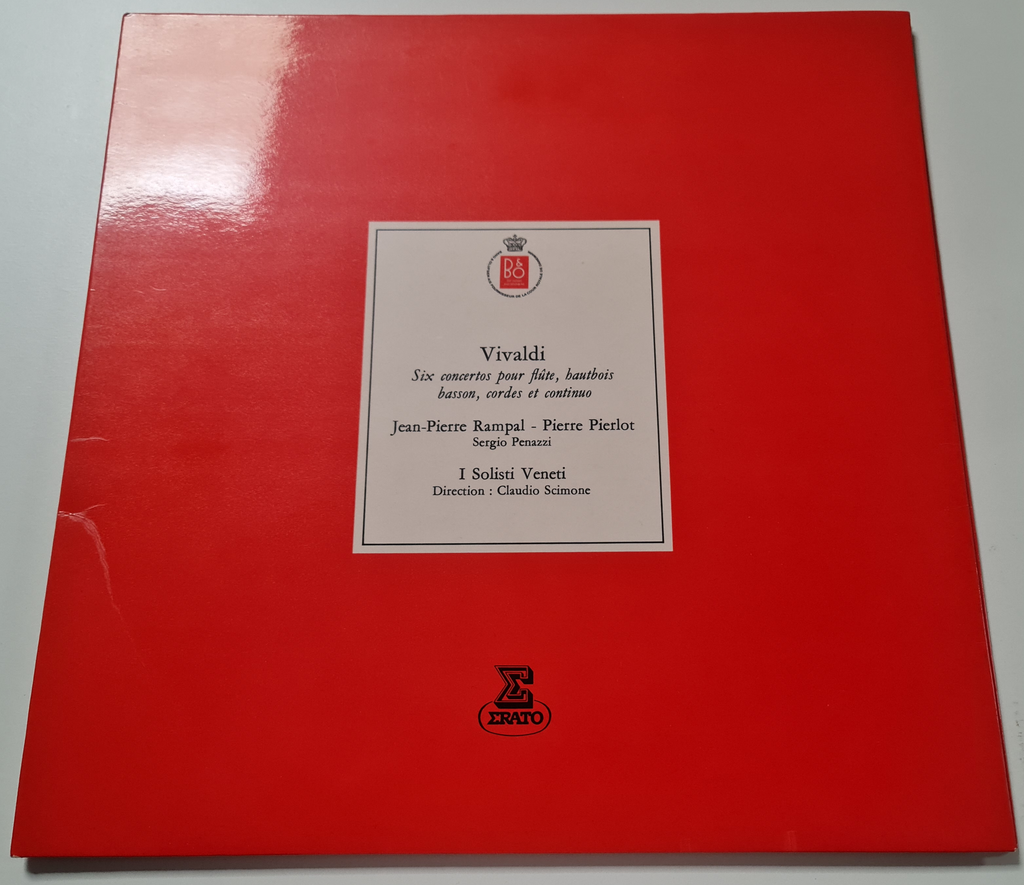 B&O
Vivaldi
Six concertos pour flûte, hautbois
basson, cordes et continuo
Jean-Pierre Rampal - Pierre Pierlot
Sergio Penazzi
I Solisti Veneti
Direction : Claudio Scimone
ΣRATO